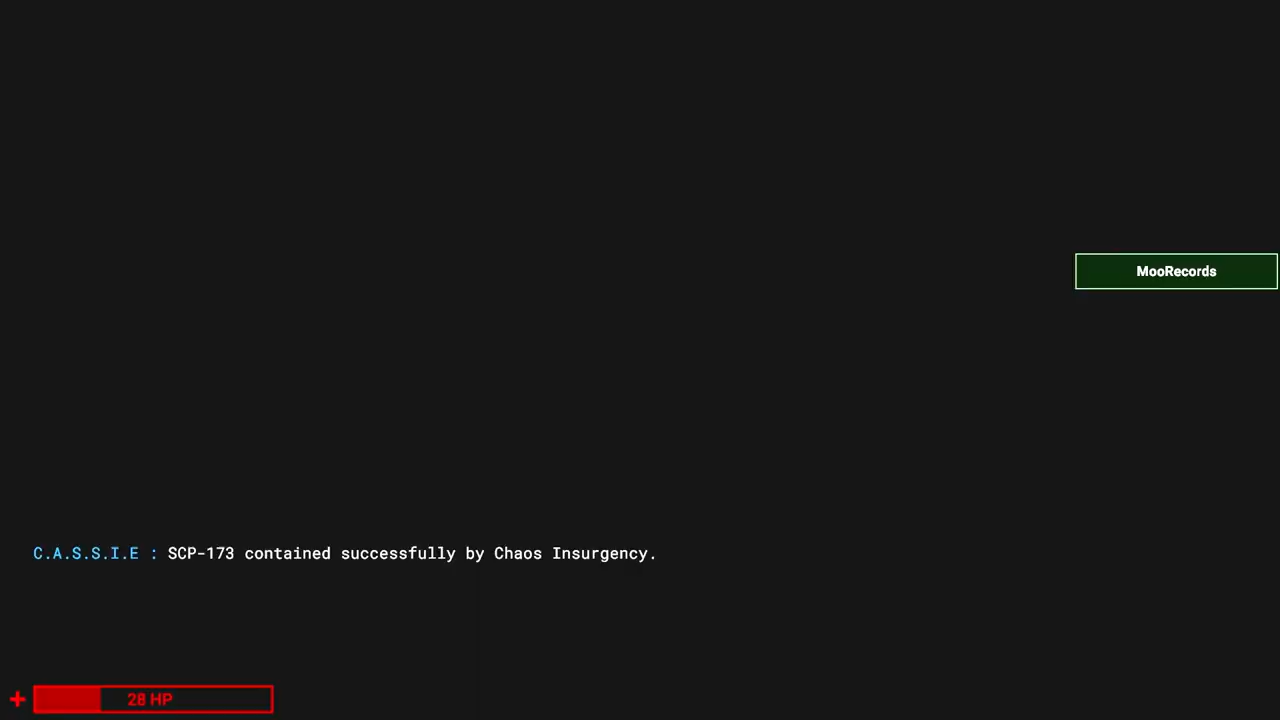 MooRecords
C.A.S.S.I.E : SCP-173 contained successfully by Chaos Insurgency.
28 HP